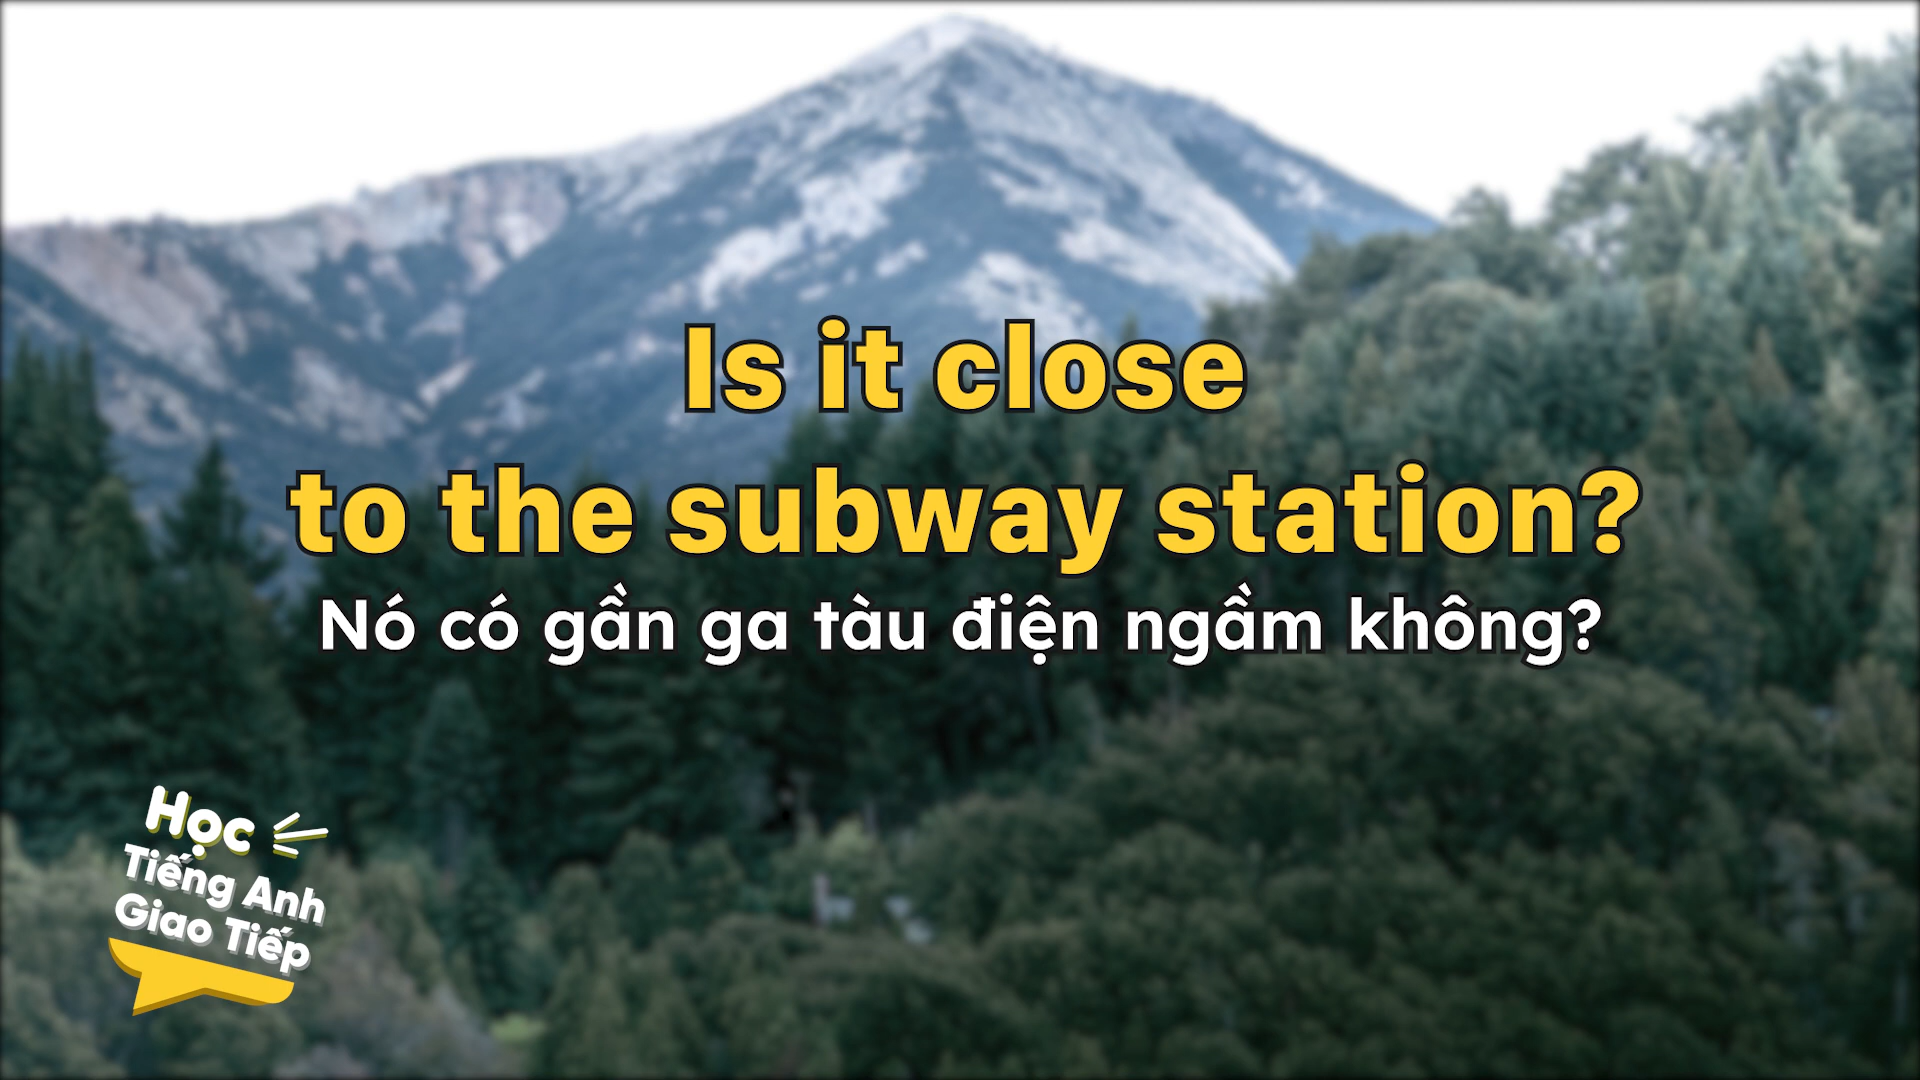 Is it close
to the subway station?
Nó có gần ga tàu điện ngầm không?
Học
Tiếng Anh
Giao Tiếp